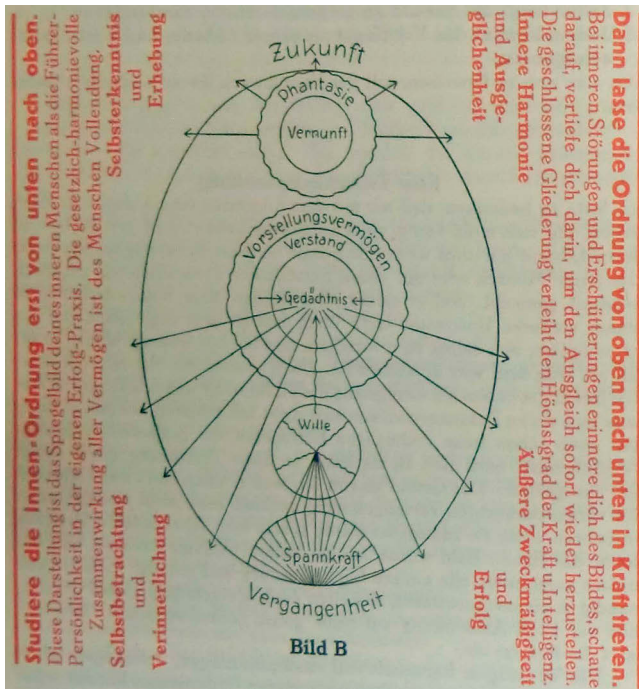 Studiere die Innen=Ordnung erst von unten nach oben.
Diese Darstellung ist das Spiegelbild deines inneren Menschen als die Führer-
Persönlichkeit in der eigenen Erfolg-Praxis. Die gesetzlich-harmonievolle
Zusammenwirkung aller Vermögen ist des Menschen Vollendung.
Selbstbetrachtung
und
Verinnerlichung
Selbsterkenntnis
und
Erhebung
Zukunft
Phantasie
Vernunft
Vorstellungsvermögen
Verstand
Gedächtnis
Wille
Spannkraft
Vergangenheit
Bild B
Innere Harmonie
und Ausge-
glichenheit
Äußere Zweckmäßigkeit
und
Erfolg
Dann lasse die Ordnung von oben nach unten in Kraft treten.
Bei inneren Störungen und Erschütterungen erinnere dich des Bildes, schaue
darauf, vertiefe dich darin, um den Ausgleich sofort wieder herzustellen.
Die geschlossene Gliederung verleiht den Höchstgrad der Kraft u. Intelligenz.